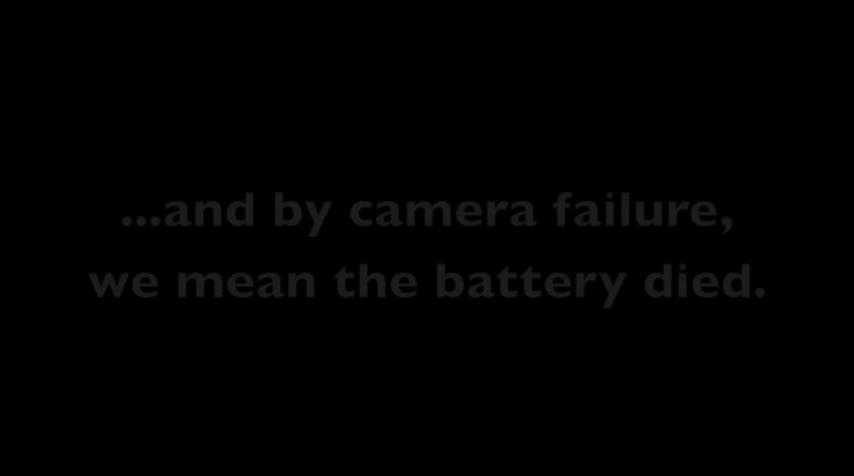 ...and by camera failure,
we mean the battery died.